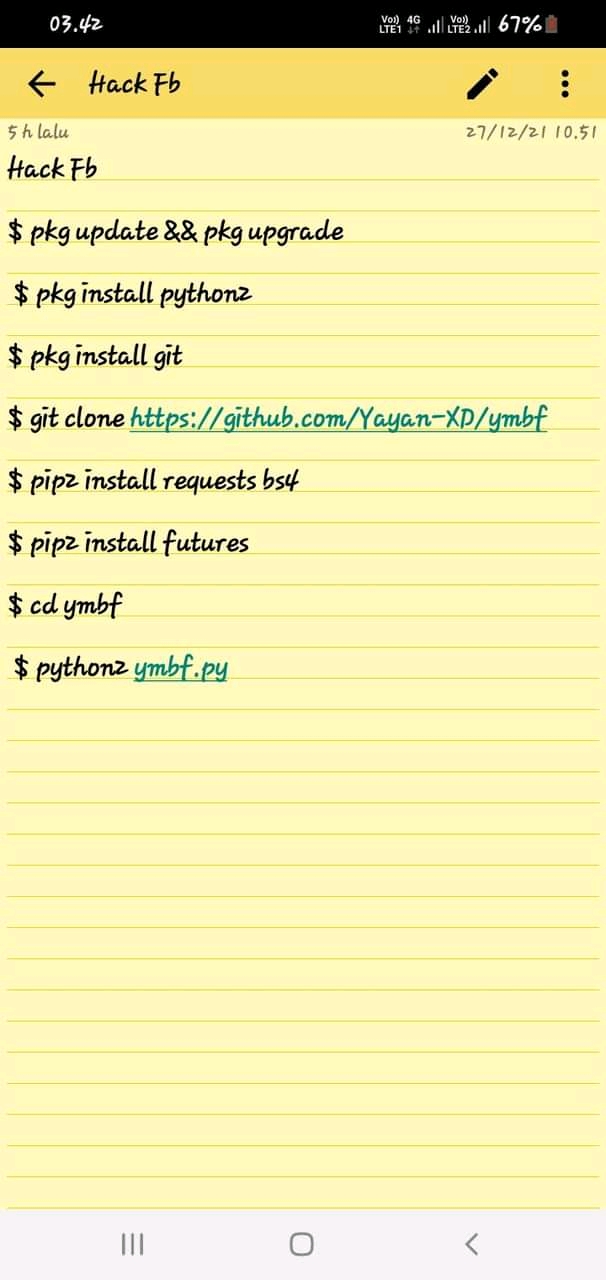 03.42
Vo)) 4G Vo)) 67%
LTE1 LTE2
Hack Fb
5 h lalu 27/12/21 10.51
Hack Fb
$ pkg update && pkg upgrade
$ pkg install python2
$ pkg install git
$ git clone https://github.com/Yayan-XD/ymbf
$ pip2 install requests bs4
$ pip2 install futures
$ cd ymbf
$ python2 ymbf.py